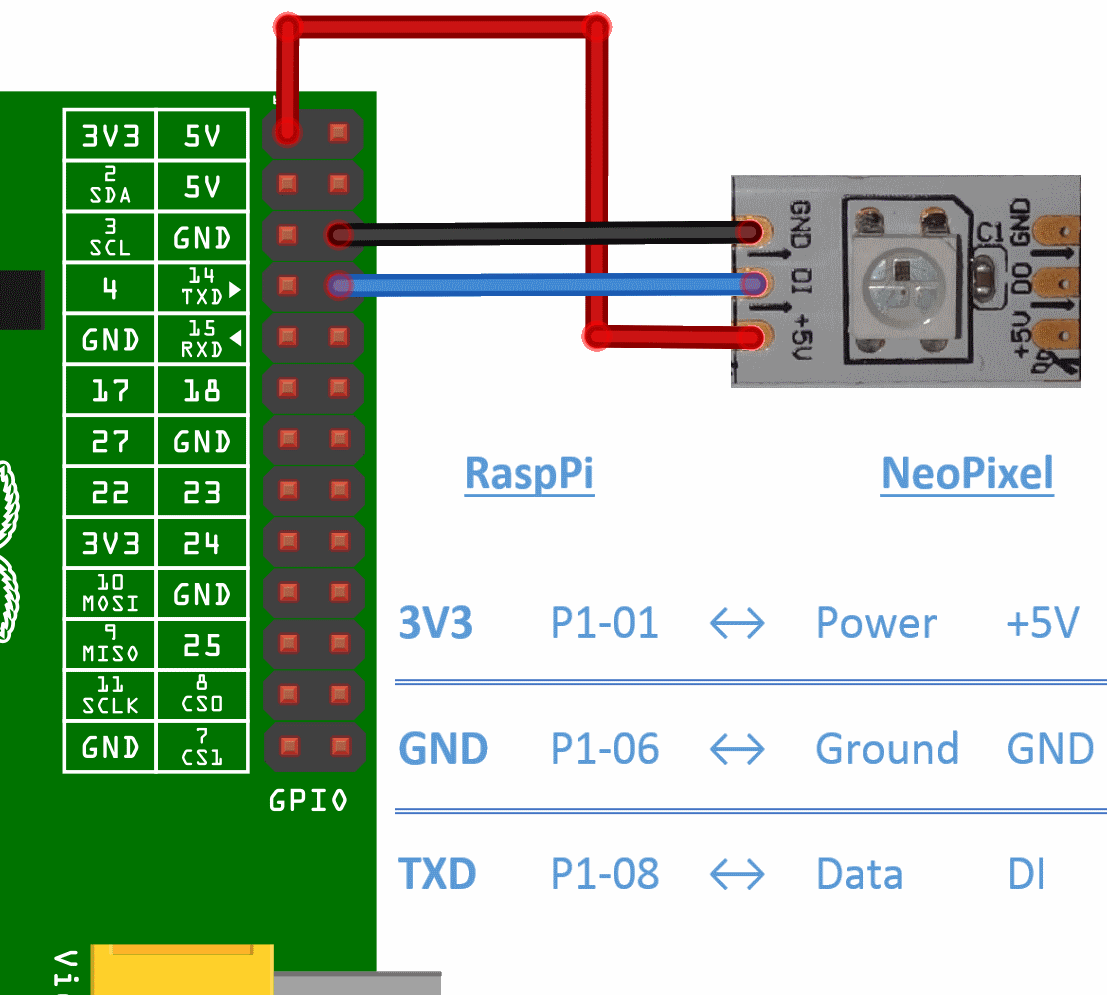 3V3 5V
2 SDA 5V
3 SCL GND
4 14 TXD
GND 15 RXD
17 18
27 GND
22 23
3V3 24
10 MOSI GND
9 MISO 25
11 SCLK 8 CS0
GND 7 CS1
GPIO
GND
DI
+5V
C1
GND
DO
+5V
RaspPi NeoPixel
3V3 P1-01 ↔ Power +5V
GND P1-06 ↔ Ground GND
TXD P1-08 ↔ Data DI